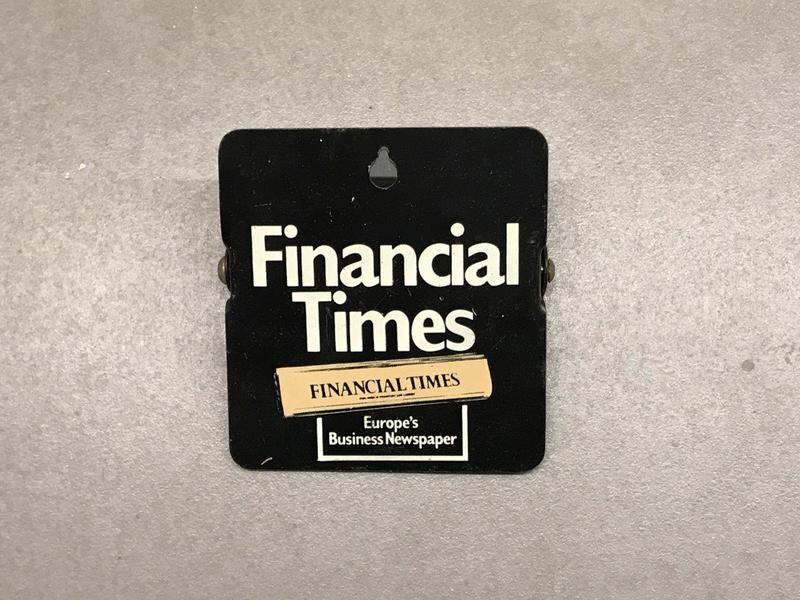 Financial
Times
FINANCIAL TIMES
Europe's
Business Newspaper